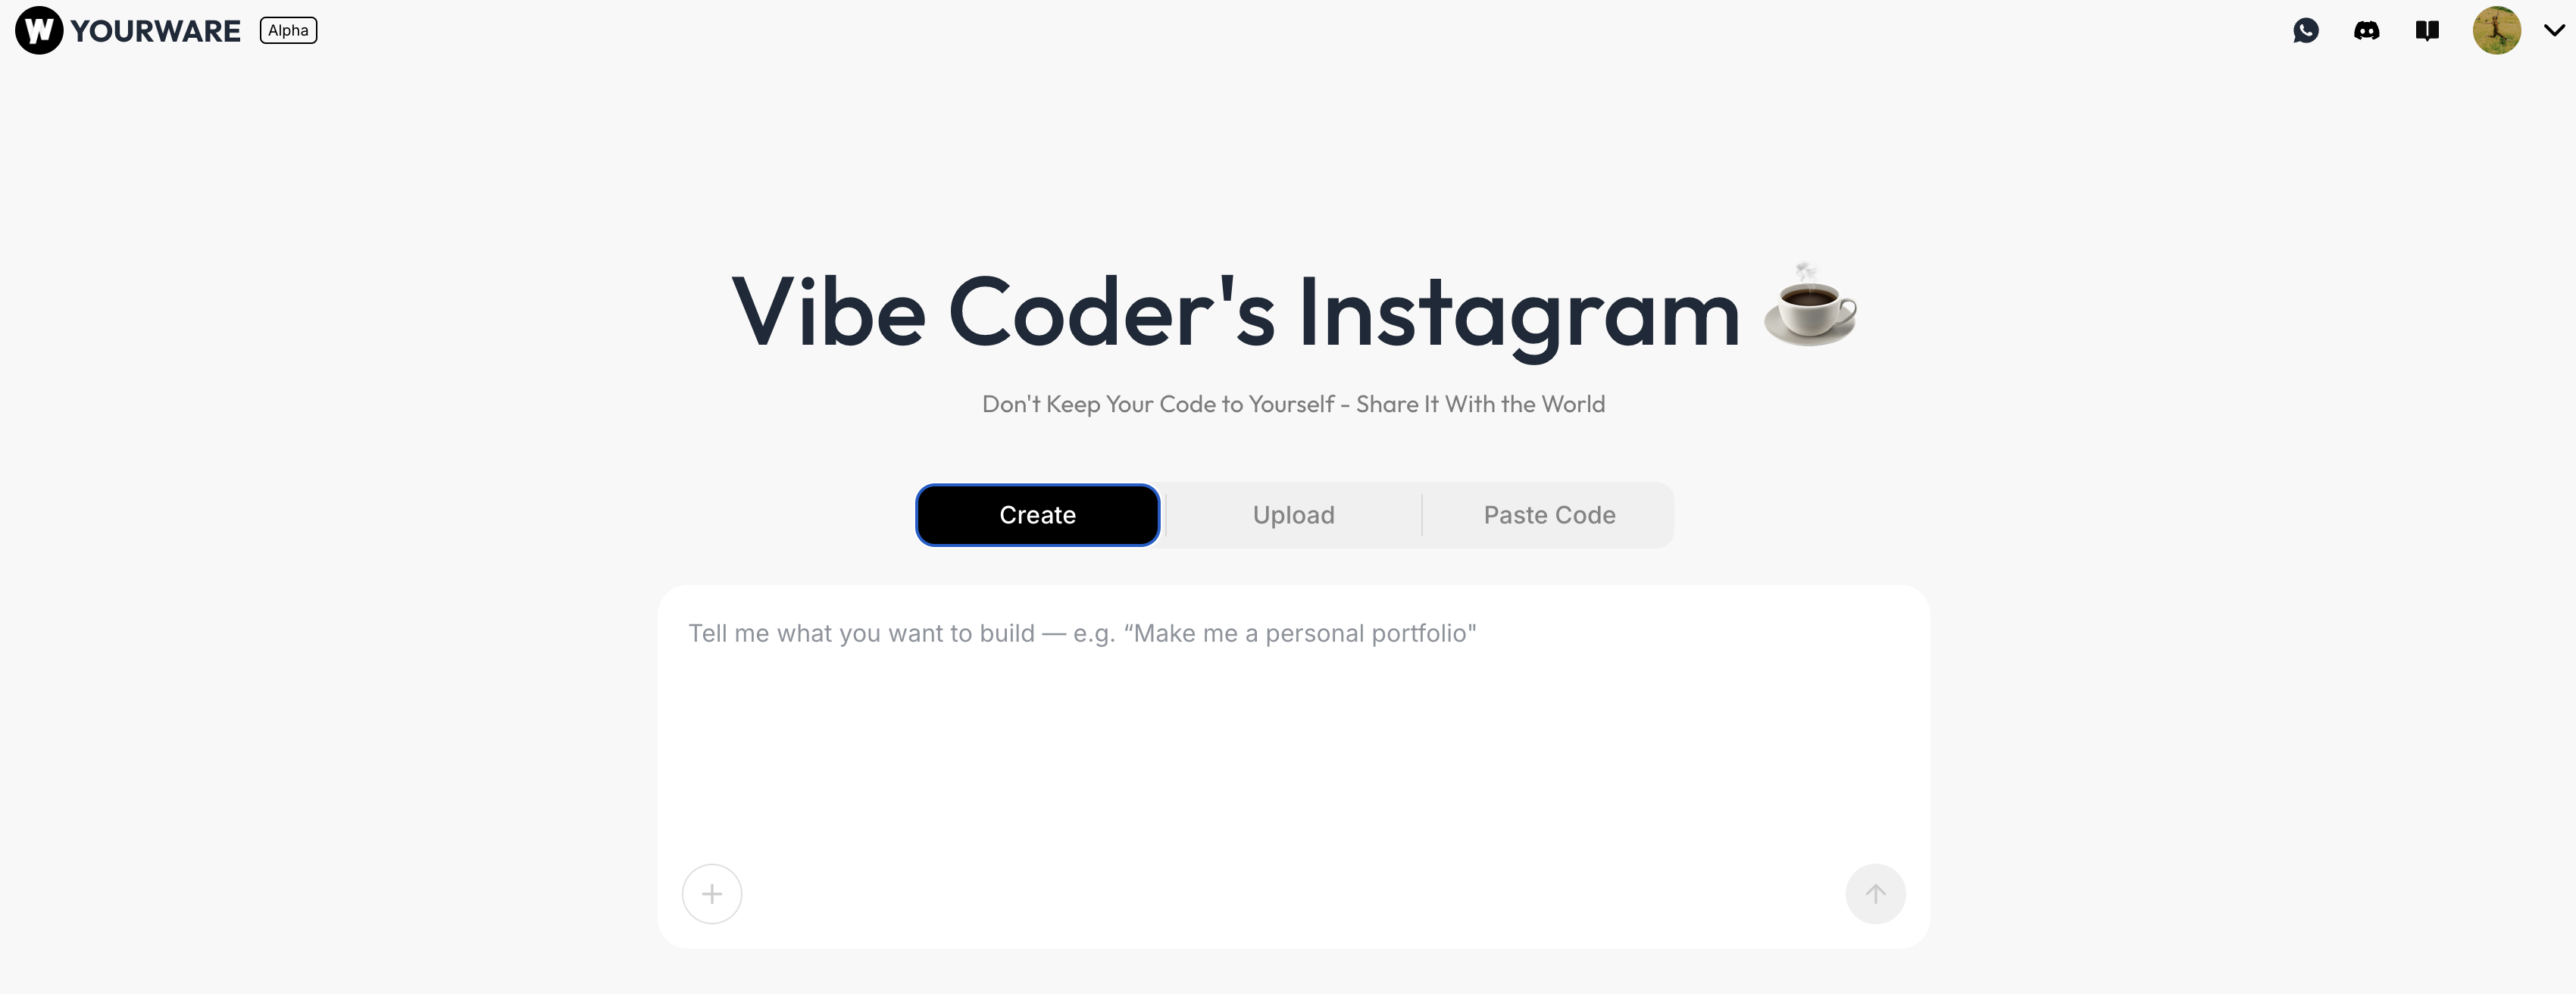 W YOURWARE Alpha
Vibe Coder's Instagram
Don't Keep Your Code to Yourself - Share It With the World
Create Upload Paste Code
Tell me what you want to build — e.g. “Make me a personal portfolio"